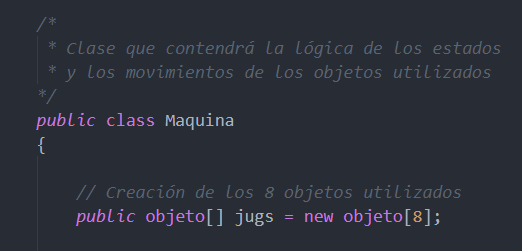 /*
* Clase que contendrá la lógica de los estados
* y los movimientos de los objetos utilizados
*/
public class Maquina
{
// Creación de los 8 objetos utilizados
public objeto[] jugs = new objeto[8];